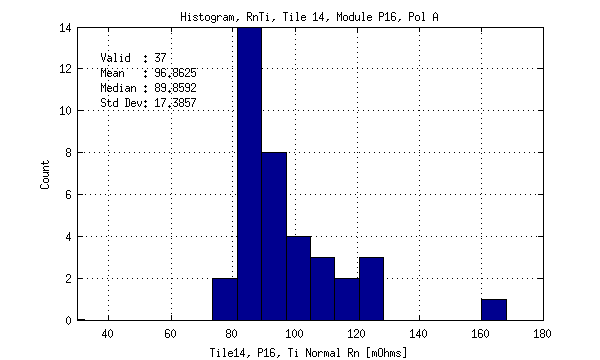 Histogram, RnTi, Tile 14, Module P16, Pol A
14
12
10
8
6
4
2
0
Count
Valid : 37
Mean : 96.8625
Median : 89.8592
Std Dev: 17.3857
40 60 80 100 120 140 160 180
Tile14, P16, Ti Normal Rn [mOhms]